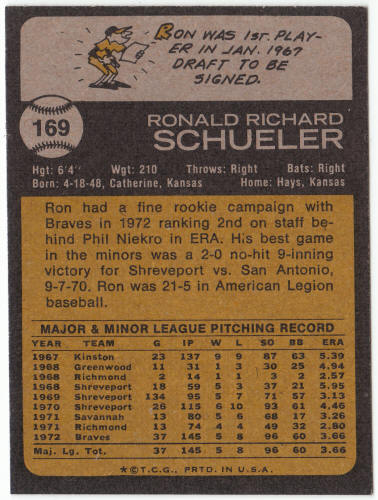 RON WAS 1ST. PLAY-
ER IN JAN. 1967
DRAFT TO BE
SIGNED.
169
RONALD RICHARD
SCHUELER
Hgt: 6'4" Wgt: 210 Throws: Right Bats: Right
Born: 4-18-48, Catherine, Kansas Home: Hays, Kansas
Ron had a fine rookie campaign with
Braves in 1972 ranking 2nd on staff be-
hind Phil Niekro in ERA. His best game
in the minors was a 2-0 no-hit 9-inning
victory for Shreveport vs. San Antonio,
9-7-70. Ron was 21-5 in American Legion
baseball.
MAJOR & MINOR LEAGUE PITCHING RECORD
YEAR TEAM G IP W L SO BB ERA
1967 Kinston 23 137 9 9 87 63 5.39
1968 Greenwood 11 31 1 3 30 25 4.94
1968 Richmond 2 14 1 3 2 2.57
1968 Shreveport 18 59 5 3 37 21 5.95
1969 Shreveport 134 95 5 7 71 57 3.13
1970 Shreveport 26 115 6 10 93 61 4.46
1971 Savannah 13 80 5 5 68 17 3.26
1971 Richmond 13 74 4 4 49 32 2.80
1972 Braves 37 145 5 8 96 60 3.66
Maj. Lg. Tot. 37 145 5 8 96 60 3.66
*©T.C.G., PRTD. IN U.S.A.